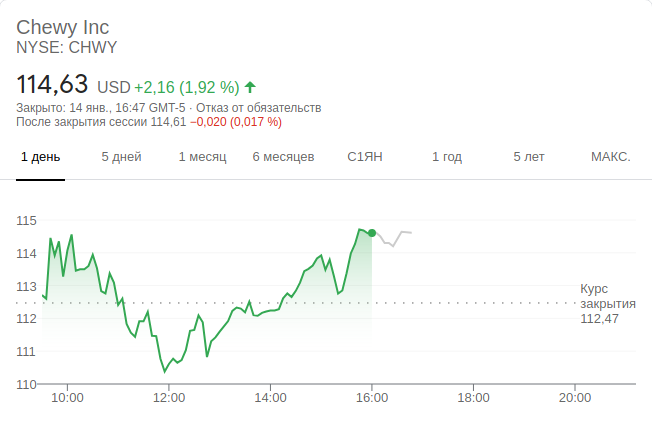 Chewy Inc
NYSE: CHWY
114,63 USD +2,16 (1,92 %)
Закрыто: 14 янв., 16:47 GMT-5 · Отказ от обязательств
После закрытия сессии 114,61 −0,020 (0,017 %)
1 день 5 дней 1 месяц 6 месяцев С1ЯН 1 год 5 лет МАКС.
115
114
113
112
111
110
Курс
закрытия
112,47
10:00 12:00 14:00 16:00 18:00 20:00